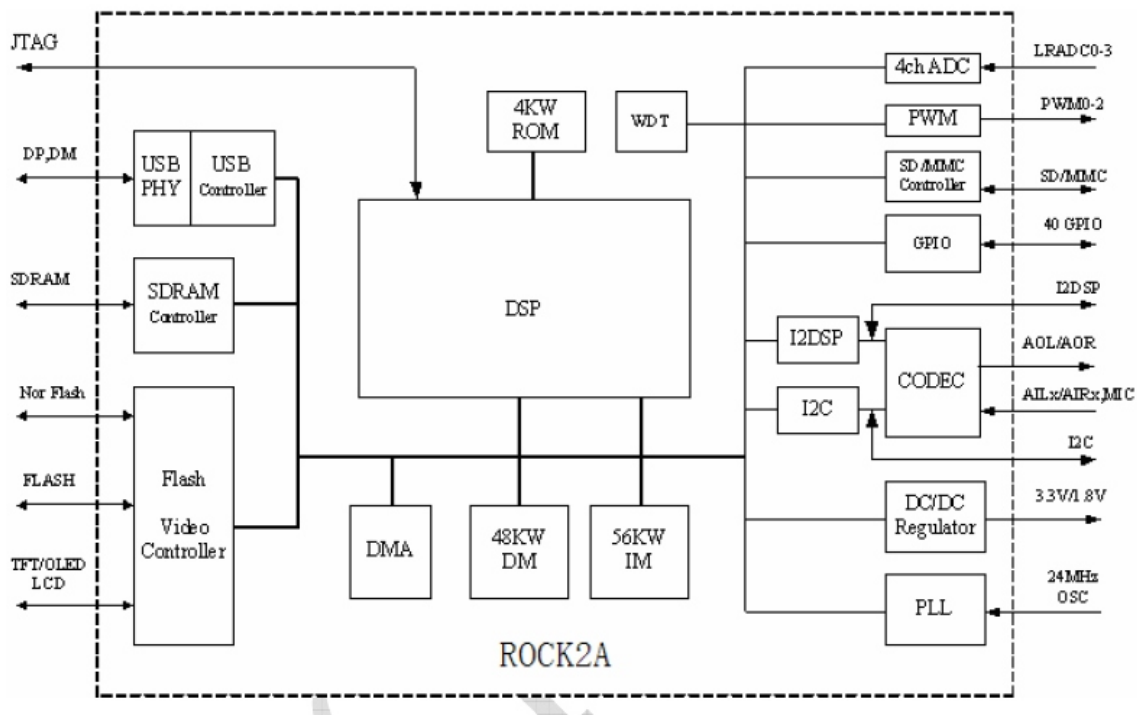 JTAG
DP,DM
SDRAM
Nor Flash
FLASH
TFT/OLED
LCD
USB
PHY
USB
Controller
SDRAM
Controller
Flash
Video
Controller
4KW
ROM
WDT
DSP
DMA
48KW
DM
56KW
IM
4ch ADC
PWM
SD/MMC
Controller
GPIO
I2DSP
I2C
CODEC
DC/DC
Regulator
PLL
LRADC0-3
PWM0-2
SD/MMC
40 GPIO
I2DSP
AOL/AOR
AILx/AIRx,MIC
I2C
3.3V/1.8V
24MHz
OSC
ROCK2A